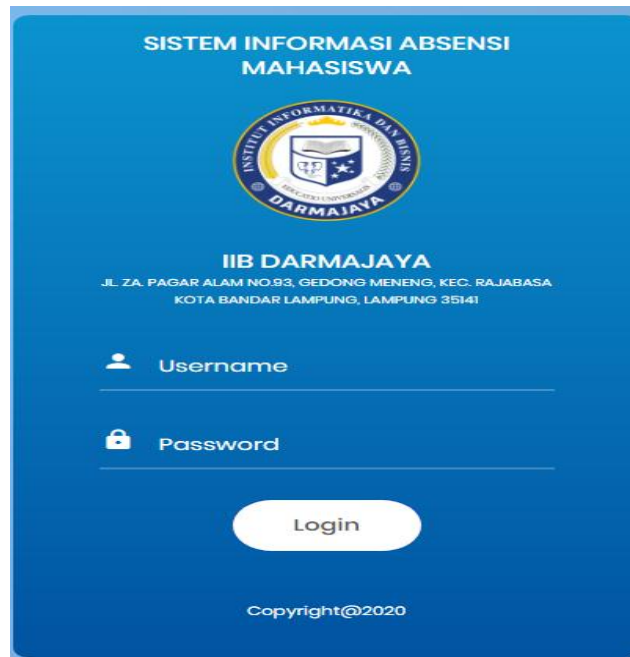 SISTEM INFORMASI ABSENSI
MAHASISWA
INSTITUT INFORMATIKA DAN BISNIS
DARMAJAYA
IIB DARMAJAYA
JL. ZA. PAGAR ALAM NO.93, GEDONG MENENG, KEC. RAJABASA
KOTA BANDAR LAMPUNG, LAMPUNG 35141
Username
Password
Login
Copyright@2020